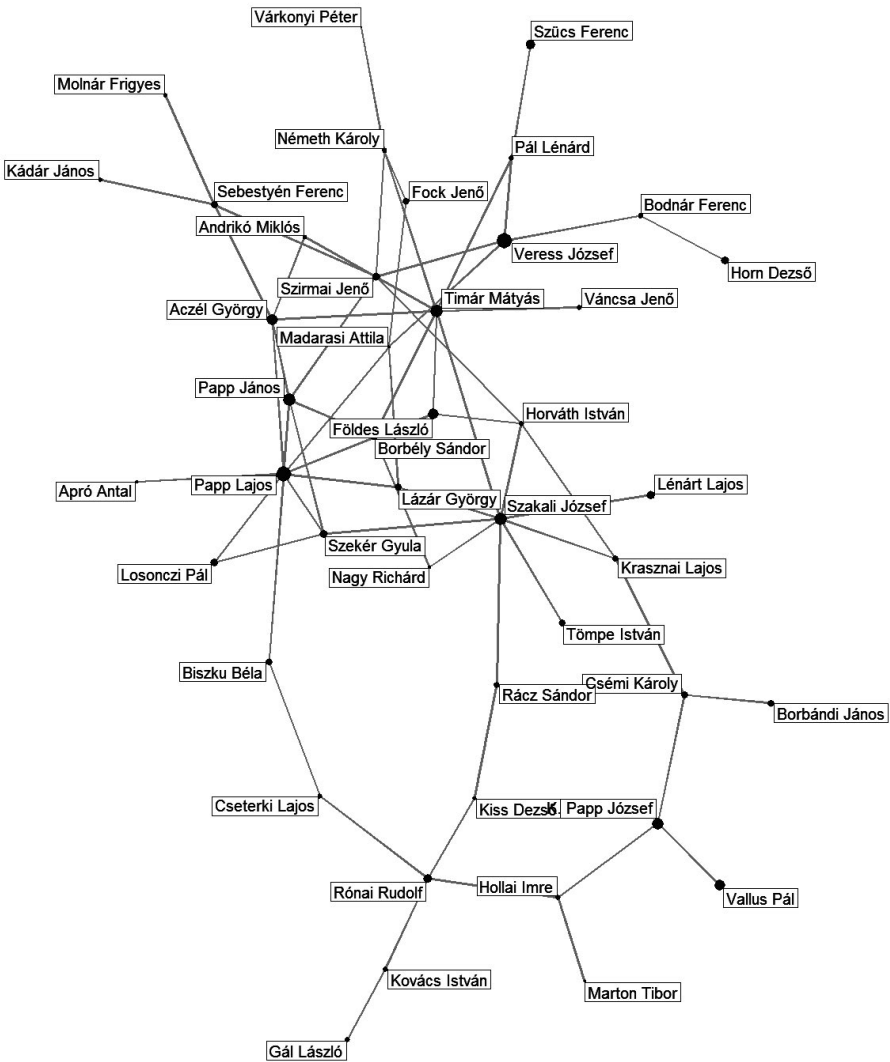 Várkonyi Péter
Szücs Ferenc
Molnár Frigyes
Németh Károly
Pál Lénárd
Kádár János
Sebestyén Ferenc
Fock Jenő
Bodnár Ferenc
Andrikó Miklós
Veress József
Horn Dezső
Szirmai Jenő
Timár Mátyás
Váncsa Jenő
Aczél György
Madarasi Attila
Papp János
Horváth István
Földes László
Borbély Sándor
Apró Antal
Papp Lajos
Lázár György
Szakali József
Lénárt Lajos
Szekér Gyula
Losonczi Pál
Nagy Richárd
Krasznai Lajos
Tömpe István
Biszku Béla
Rácz Sándor
Csémi Károly
Borbándi János
Cseterki Lajos
Kiss Dezső
K. Papp József
Rónai Rudolf
Hollai Imre
Vallus Pál
Kovács István
Marton Tibor
Gál László